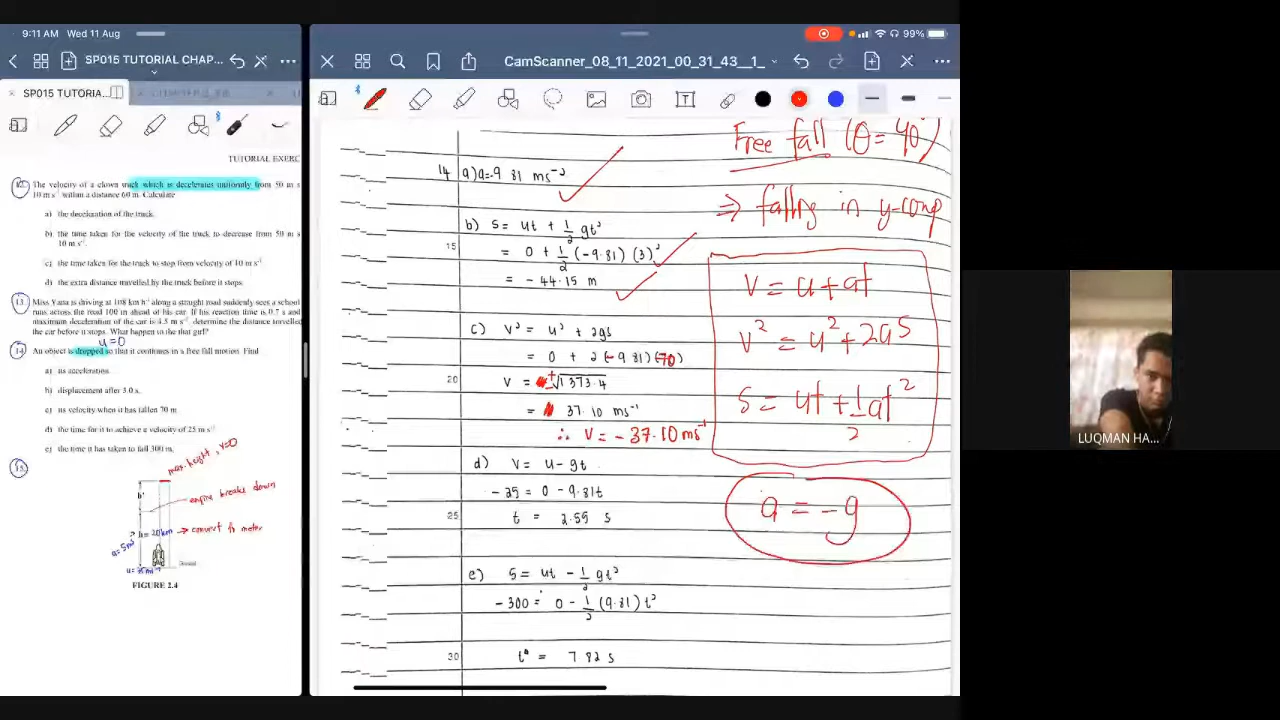 9:11 AM Wed 11 Aug
99%
SP015 TUTORIAL CHAP...
SP015 TUTORIA...
TUTORIAL EXERC
12. The velocity of a clown truck which is decelerates uniformly from 50 m s
10 m s⁻¹ within a distance 60 m. Calculate
a) the deceleration of the truck.
b) the time taken for the velocity of the truck to decrease from 50 m s
10 m s⁻¹.
c) the time taken for the truck to stop from velocity of 10 m s⁻¹
d) the extra distance travelled by the truck before it stops.
13. Miss Yana is driving at 108 km h⁻¹ along a straight road suddenly sees a school
runs across the road 100 m ahead of his car. If his reaction time is 0.7 s and
maximum deceleration of the car is 4.5 m s⁻², determine the distance torvelled
the car before it stops. What happen to the that girl?
u = 0
14. An object is dropped so that it continues in a free fall motion. Find
a) its acceleration.
b) displacement after 3.0 s.
c) its velocity when it has fallen 70 m
d) the time for it to achieve a velocity of 25 m s⁻¹
e) the time it has taken to fall 300 m.
15.
max. height, v=0
h'
engine breaks down
h = 20km → convert to meter
FIGURE 2.4
CamScanner_08_11_2021_00_31_43__1_
14 a) a=-9 81 ms⁻²
b) s = ut + 1/2 gt²
15
= 0 + 1/2 (-9.81) (3)²
= - 44.15 m
c) v² = u² + 2gs
= 0 + 2 (-9 81) (-70)
20
v = ±√1373.4
= 37.10 ms⁻¹
∴ v = - 37.10 ms⁻¹
d) v = u - gt
0 - 9.81t
25
t = 2.55 s
e) s = ut - 1/2 gt²
-300 = 0 - 1/2 (9.81) t²
30
7 82 s
Free fall (θ = 90°)
⇒ falling in y-comp
v = u + at
v² = u² + 2as
s = ut + 1/2 at²
a = -g
LUQMAN HA...